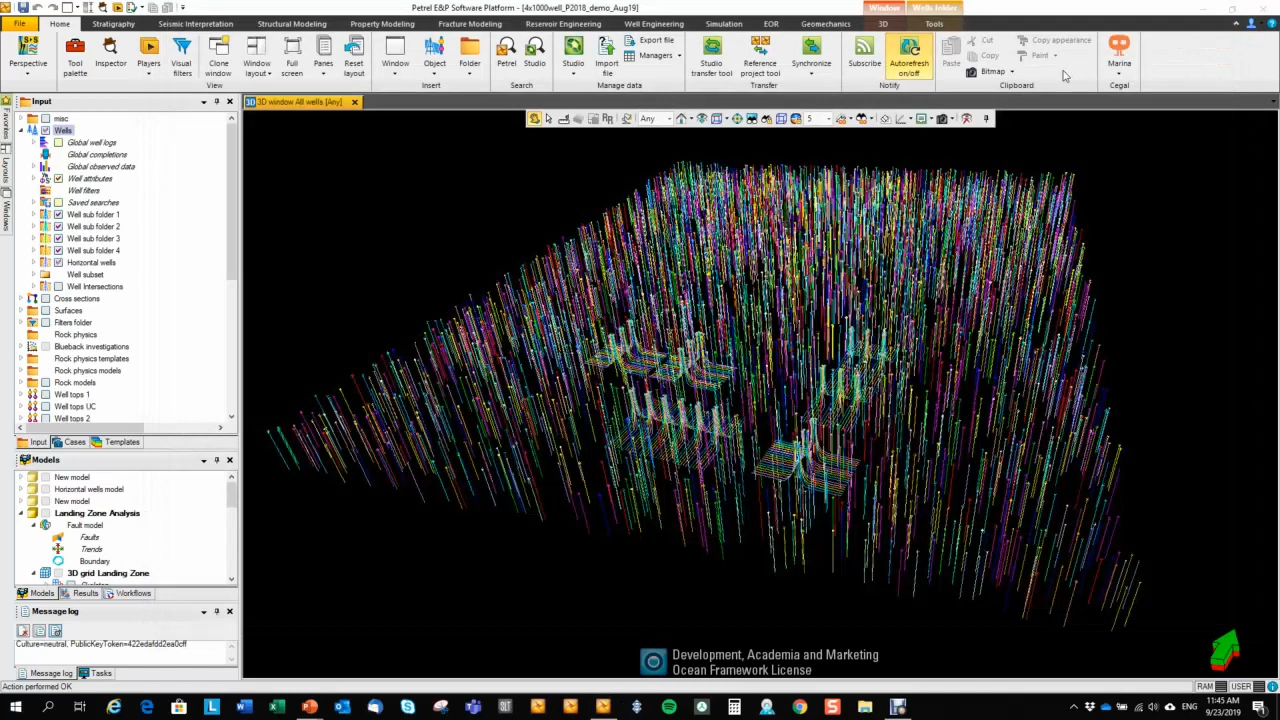 Petrel E&P Software Platform - [4x1000well_P2018_demo_Aug19]
Window
Wells folder
File
Home
Stratigraphy
Seismic Interpretation
Structural Modeling
Property Modeling
Fracture Modeling
Reservoir Engineering
Well Engineering
Simulation
EOR
Geomechanics
3D
Tools
Perspective
Tool palette
Inspector
Players
Visual filters
Clone window
Window layout
Full screen
Panes
Reset layout
Window
Object
Folder
Petrel
Studio
Studio
Import file
Export file
Managers
Studio transfer tool
Reference project tool
Synchronize
Subscribe
Autorefresh on/off
Paste
Cut
Copy
Bitmap
Copy appearance
Paint
Marina
View
Insert
Search
Manage data
Transfer
Notify
Clipboard
Cegal
Favorites
Layouts
Windows
Input
misc
Wells
Global well logs
Global completions
Global observed data
Well attributes
Well filters
Saved searches
Well sub folder 1
Well sub folder 2
Well sub folder 3
Well sub folder 4
Horizontal wells
Well subset
Well Intersections
Cross sections
Surfaces
Filters folder
Rock physics
Blueback investigations
Rock physics templates
Rock physics models
Rock models
Well tops 1
Well tops UC
Well tops 2
Input
Cases
Templates
Models
New model
Horizontal wells model
New model
Landing Zone Analysis
Fault model
Faults
Trends
Boundary
3D grid Landing Zone
Skeleton
Models
Results
Workflows
Message log
Culture=neutral, PublicKeyToken=422edafdd2ea0cff
Message log
Tasks
Action performed OK
3D window All wells [Any]
Any
5
Development, Academia and Marketing
Ocean Framework License
RAM
USER
11:45 AM
9/23/2019